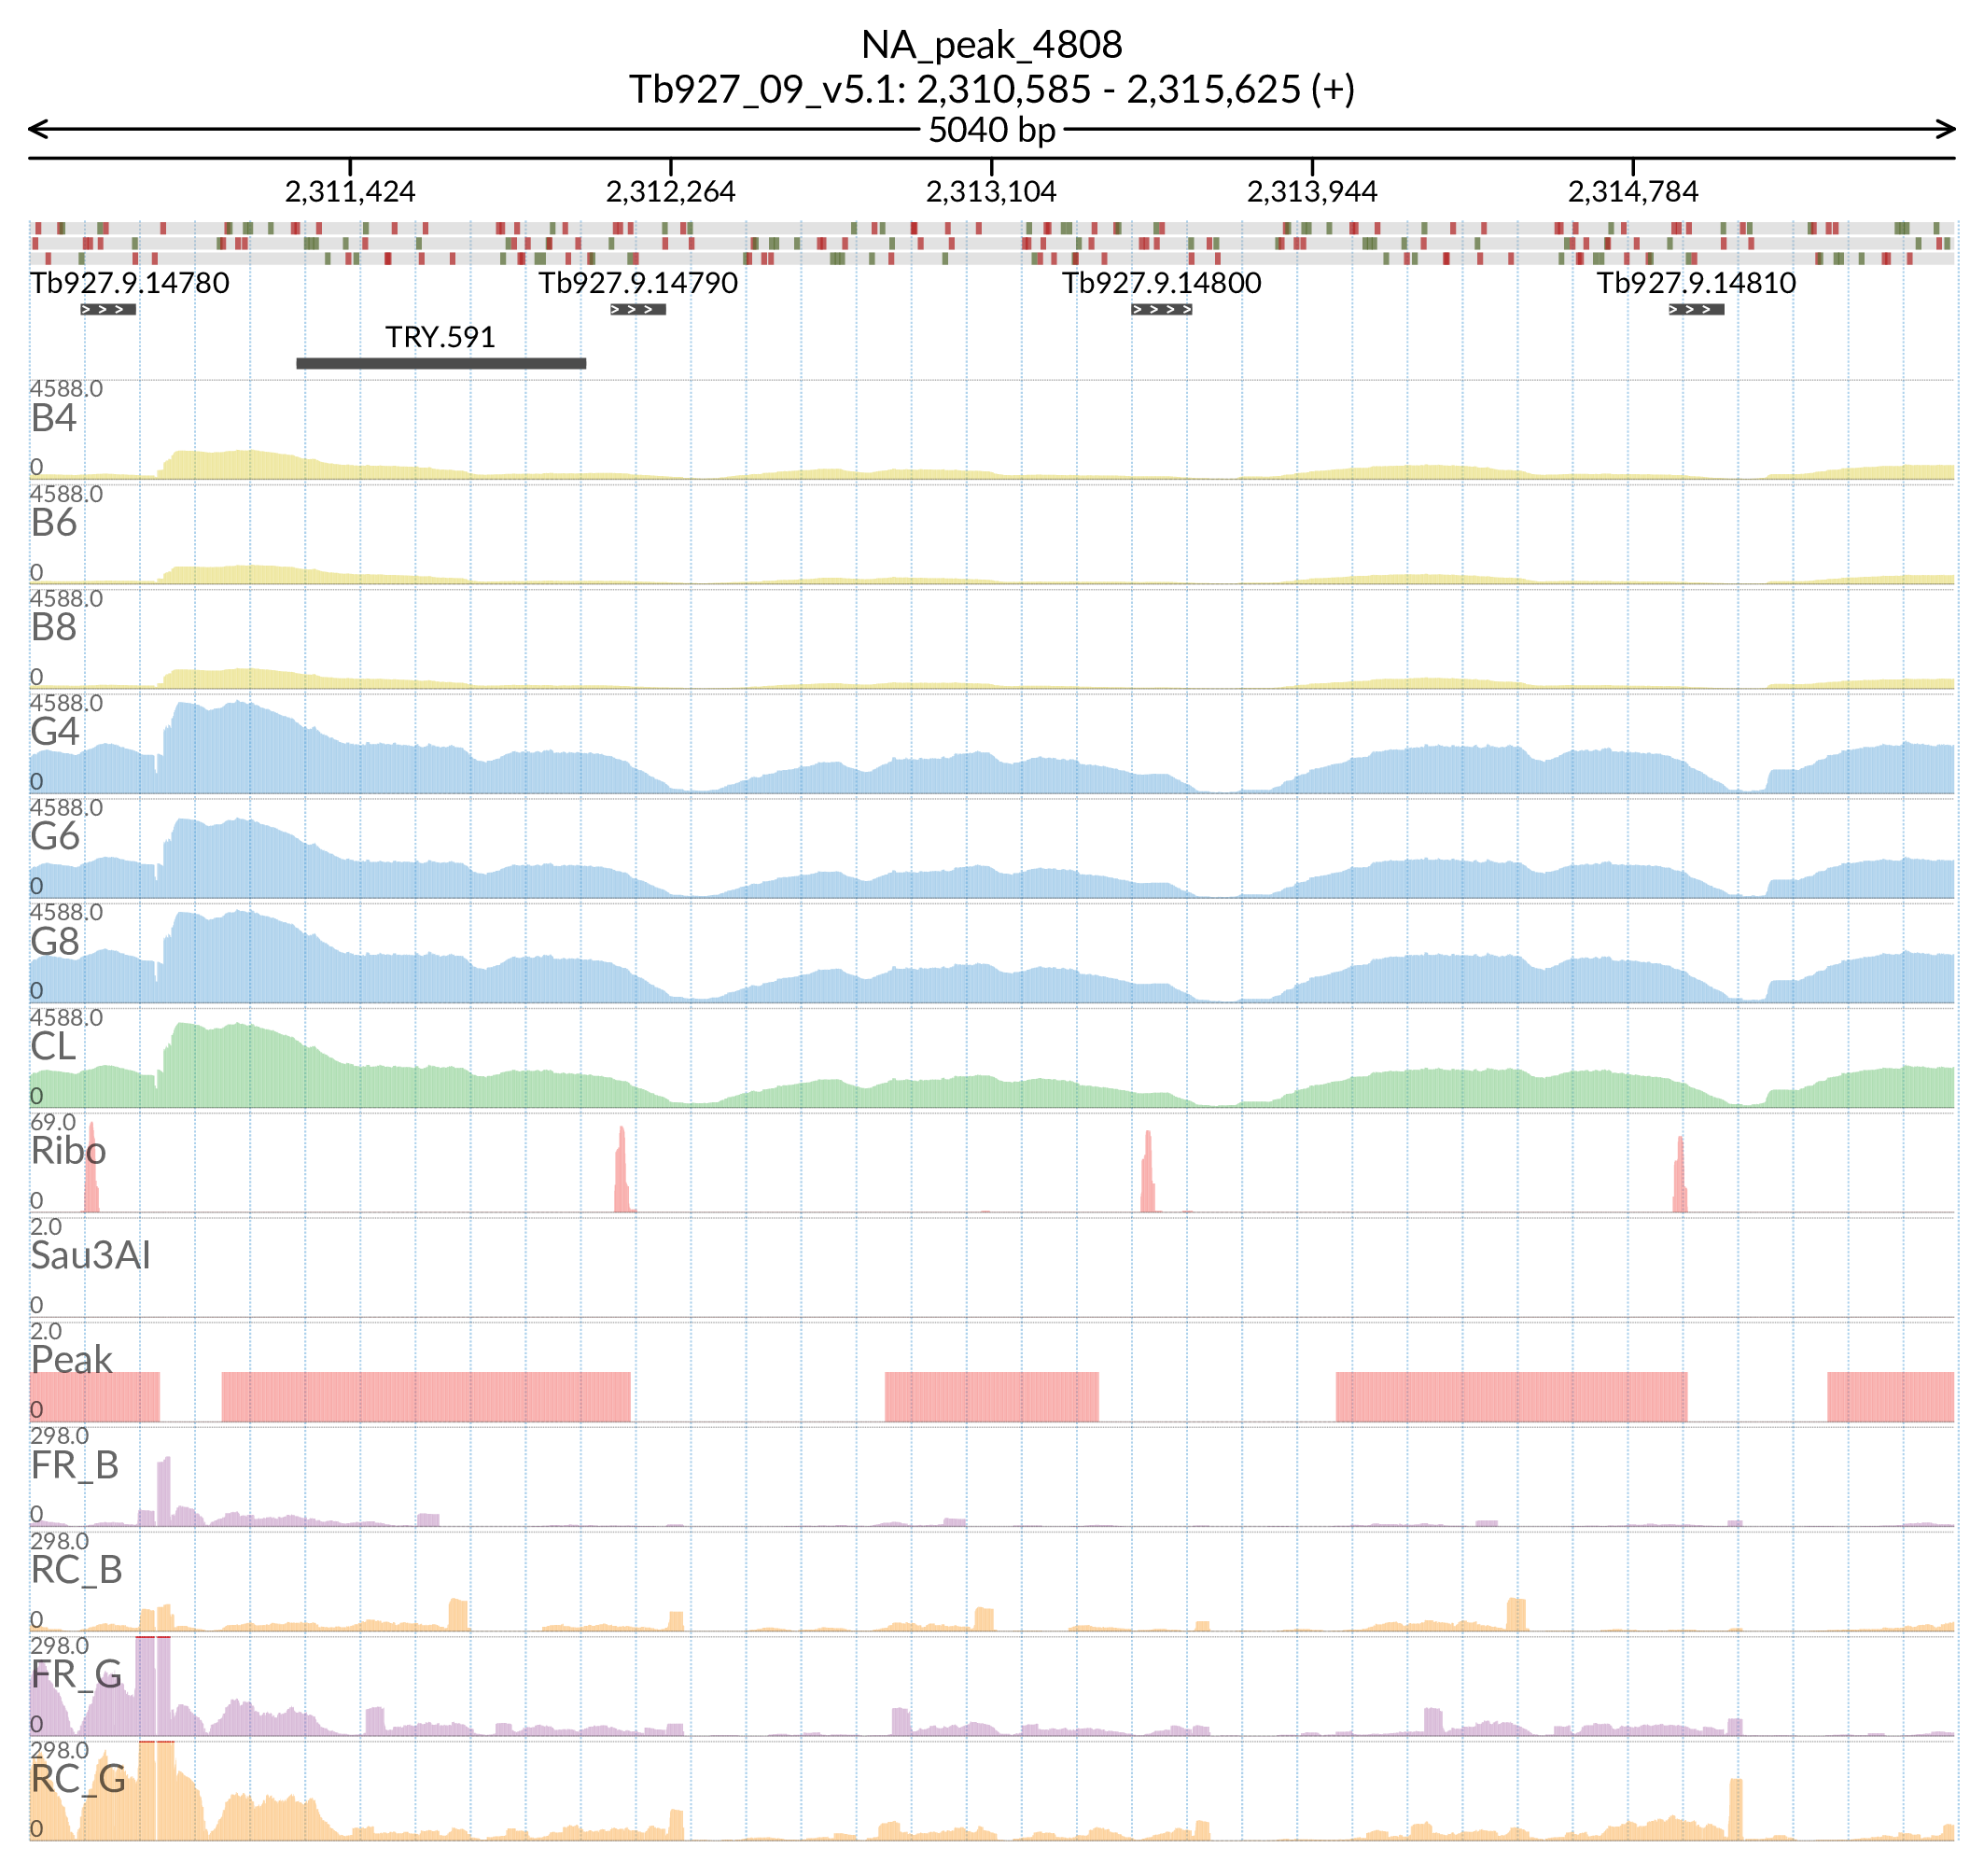 NA_peak_4808
Tb927_09_v5.1: 2,310,585 - 2,315,625 (+)
5040 bp
2,311,424 2,312,264 2,313,104 2,313,944 2,314,784
Tb927.9.14780 Tb927.9.14790 Tb927.9.14800 Tb927.9.14810
> > > > > > > > > > > > >
TRY.591
4588.0
B4
0
4588.0
B6
0
4588.0
B8
0
4588.0
G4
0
4588.0
G6
0
4588.0
G8
0
4588.0
CL
0
69.0
Ribo
0
2.0
Sau3AI
0
2.0
Peak
0
298.0
FR_B
0
298.0
RC_B
0
298.0
FR_G
0
298.0
RC_G
0